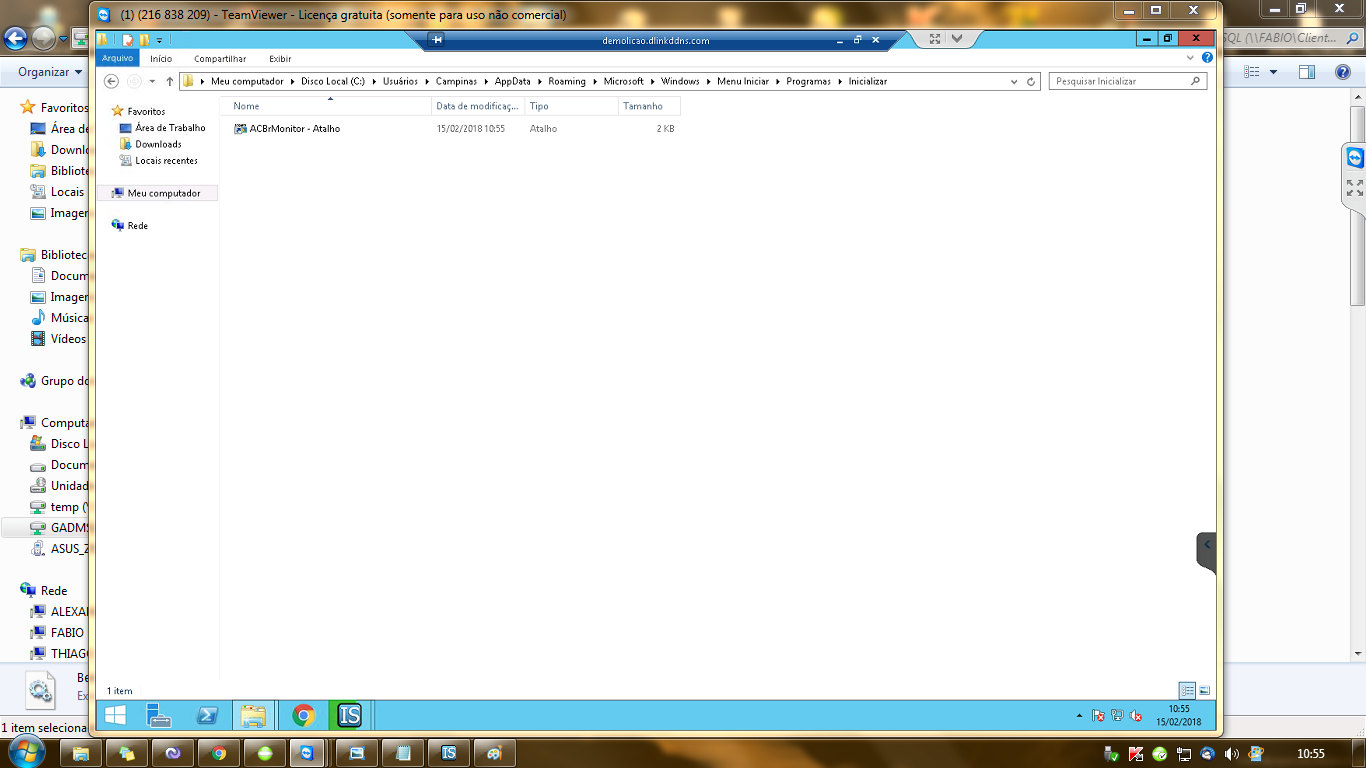 (1) (216 838 209) - TeamViewer - Licença gratuita (somente para uso não comercial)
demolicao.dlinkddns.com
SQL (\\FABIO\Client...
Arquivo Início Compartilhar Exibir
Meu computador Disco Local (C:) Usuários Campinas AppData Roaming Microsoft Windows Menu Iniciar Programas Inicializar
Pesquisar Inicializar
Organizar
Nome Data de modificaç... Tipo Tamanho
ACBrMonitor - Atalho 15/02/2018 10:55 Atalho 2 KB
Favoritos
Área de Trabalho
Downloads
Locais recentes
Meu computador
Rede
Favoritos
Área de
Downlo
Bibliote
Locais
Imagen
Bibliotec
Docum
Imagen
Música
Vídeos
Grupo do
Computa
Disco L
Docum
Unidad
temp (
GADMS
ASUS_Z
Rede
ALEXA
FABIO
THIAGO
Be
Ex
1 item seleciona
1 item
IS
10:55
15/02/2018
IS
10:55